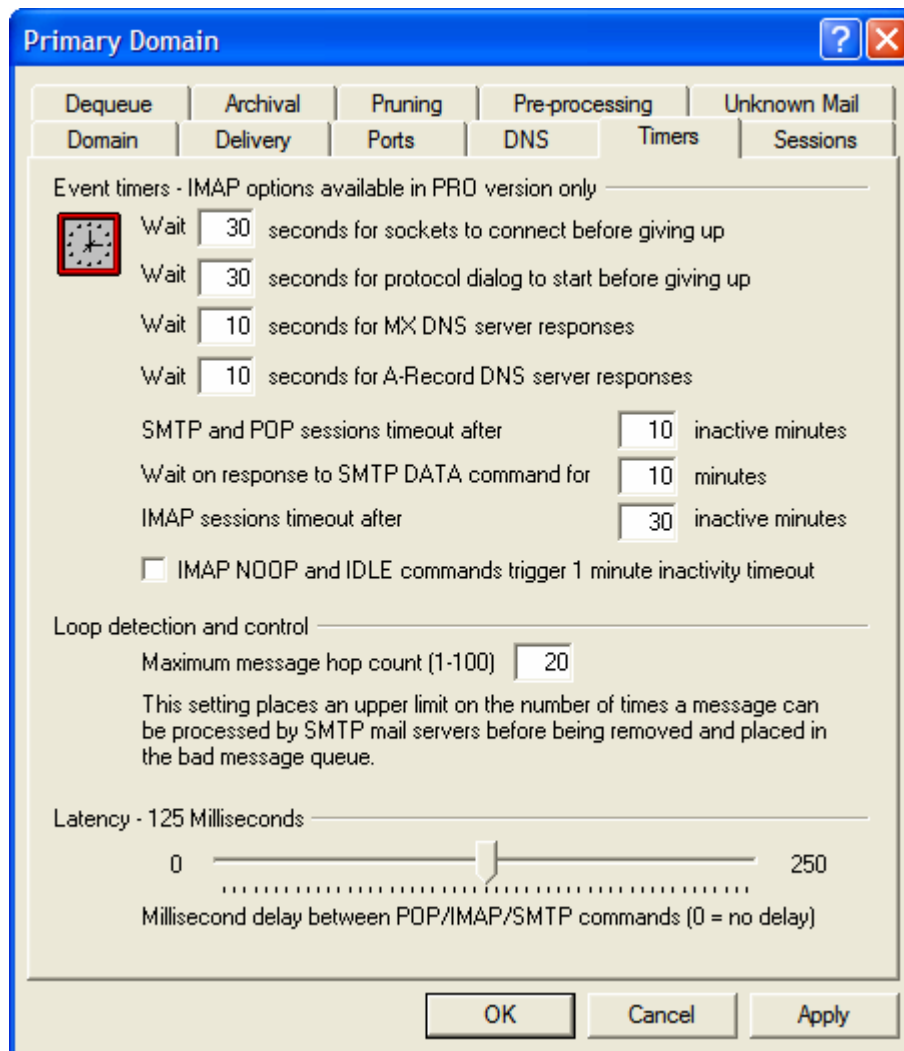 Primary Domain
Dequeue Archival Pruning Pre-processing Unknown Mail
Domain Delivery Ports DNS Timers Sessions
Event timers - IMAP options available in PRO version only
Wait 30 seconds for sockets to connect before giving up
Wait 30 seconds for protocol dialog to start before giving up
Wait 10 seconds for MX DNS server responses
Wait 10 seconds for A-Record DNS server responses
SMTP and POP sessions timeout after 10 inactive minutes
Wait on response to SMTP DATA command for 10 minutes
IMAP sessions timeout after 30 inactive minutes
IMAP NOOP and IDLE commands trigger 1 minute inactivity timeout
Loop detection and control
Maximum message hop count (1-100) 20
This setting places an upper limit on the number of times a message can
be processed by SMTP mail servers before being removed and placed in
the bad message queue.
Latency - 125 Milliseconds
0 250
Millisecond delay between POP/IMAP/SMTP commands (0 = no delay)
OK Cancel Apply